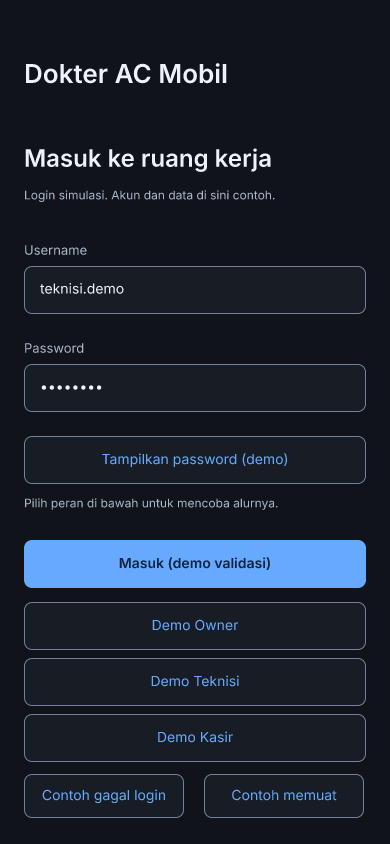 Dokter AC Mobil
Masuk ke ruang kerja
Login simulasi. Akun dan data di sini contoh.
Username
teknisi.demo
Password
••••••••
Tampilkan password (demo)
Pilih peran di bawah untuk mencoba alurnya.
Masuk (demo validasi)
Demo Owner
Demo Teknisi
Demo Kasir
Contoh gagal login
Contoh memuat